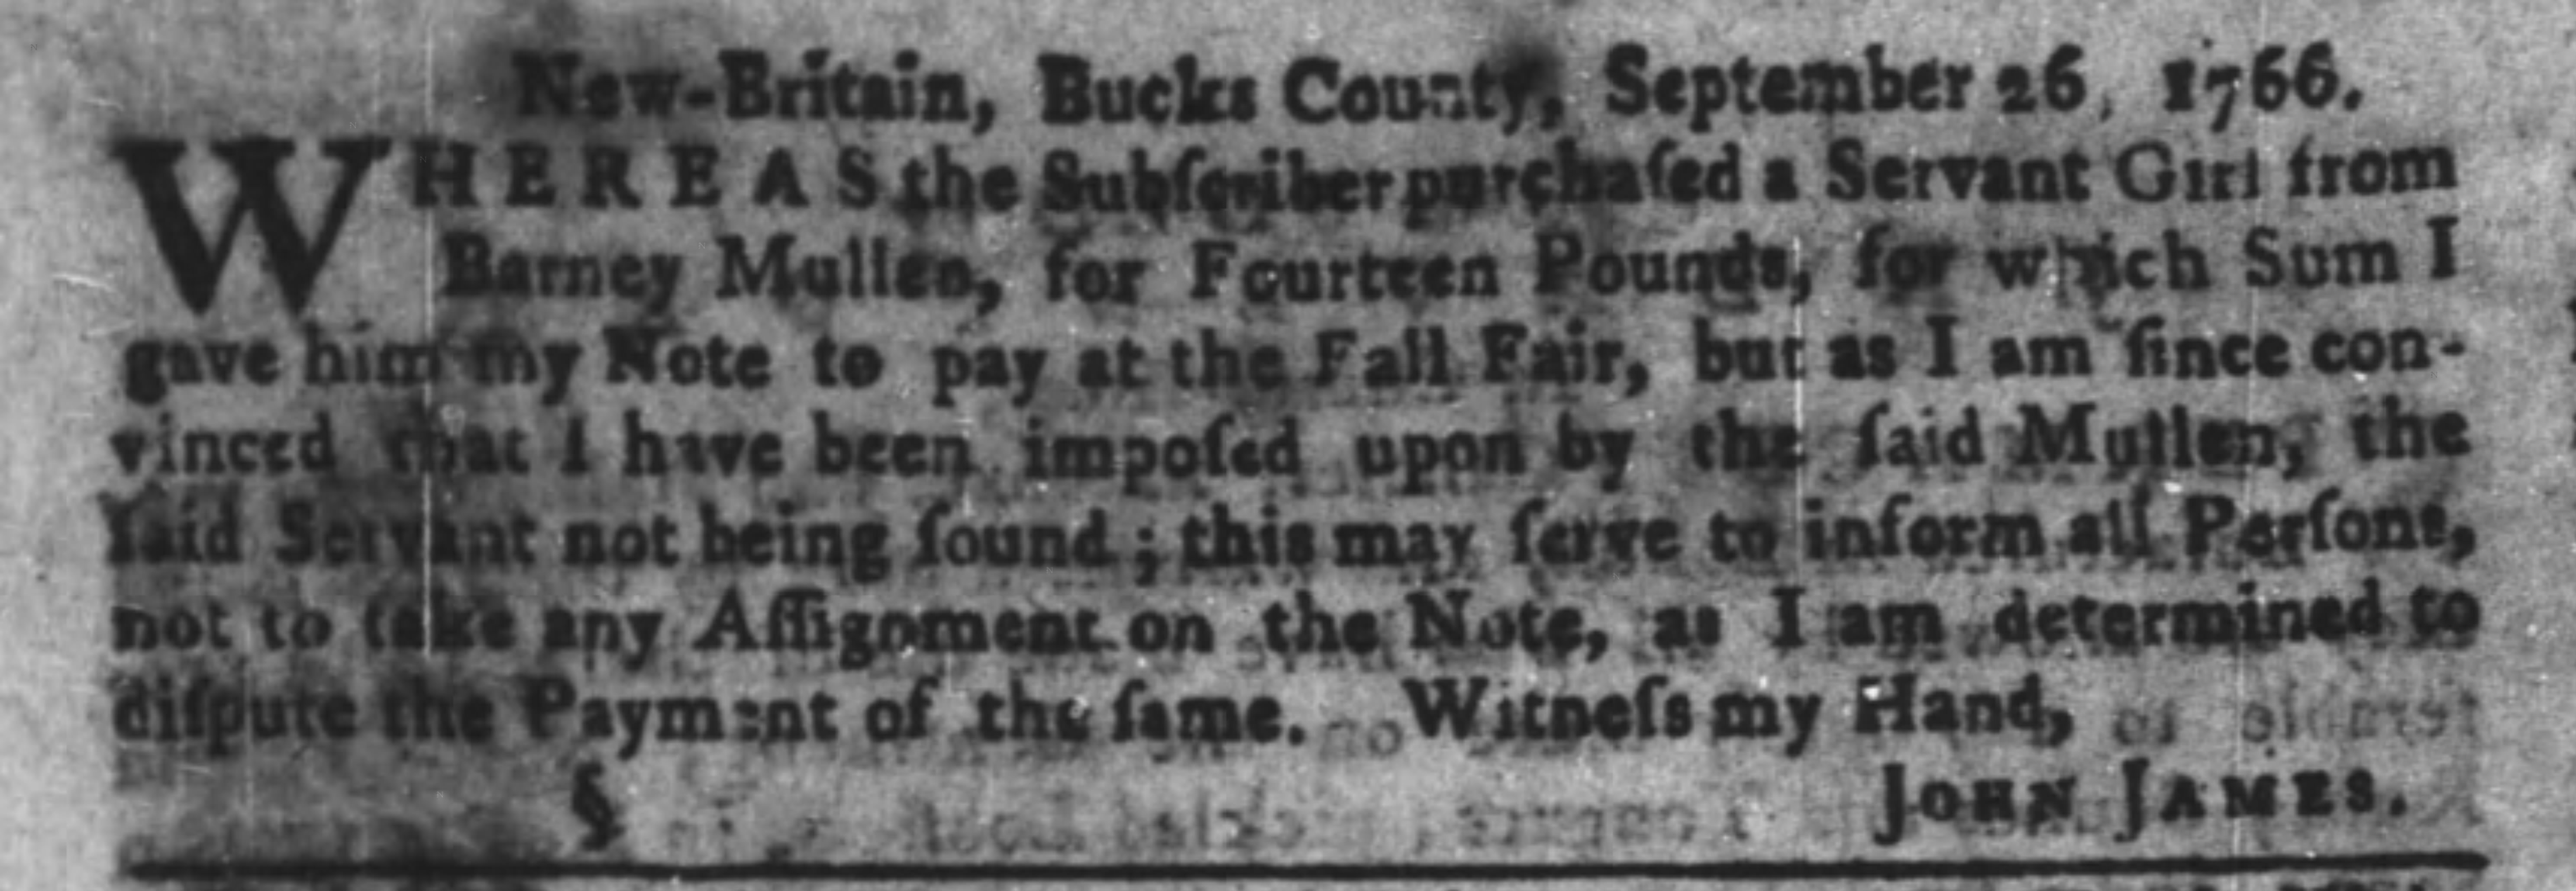 New-Britain, Bucks County, September 26, 1766.
WHEREAS the Subſcriber purchaſed a Servant Girl from
Barney Mullen, for Fourteen Pounds, for which Sum I
gave him my Note to pay at the Fall Fair, but as I am ſince con-
vinced that I have been impoſed upon by the ſaid Mullen, the
ſaid Servant not being ſound; this may ſerve to inform all Perſons,
not to take any Aſſignment on the Note, as I am determined to
diſpute the Payment of the ſame. Witneſs my Hand,
§ JOHN JAMES.